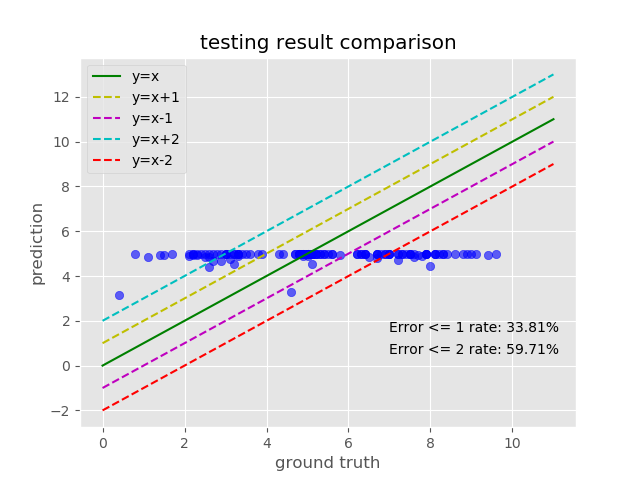 testing result comparison
y=x
y=x+1
y=x-1
y=x+2
y=x-2
12
10
8
6
4
2
0
−2
prediction
Error <= 1 rate: 33.81%
Error <= 2 rate: 59.71%
0 2 4 6 8 10
ground truth